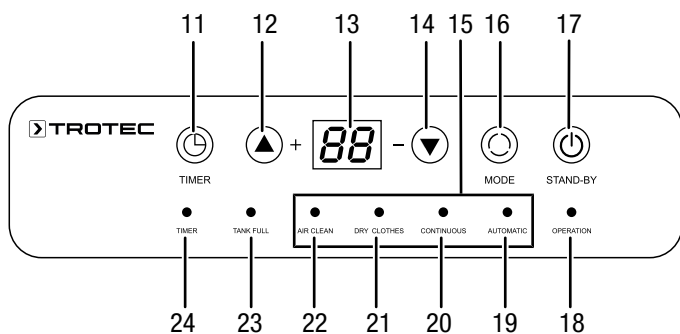 11 12 13 14 15 16 17
TROTEC
+ 88 -
TIMER MODE STAND-BY
TIMER TANK FULL AIR CLEAN DRY CLOTHES CONTINUOUS AUTOMATIC OPERATION
24 23 22 21 20 19 18